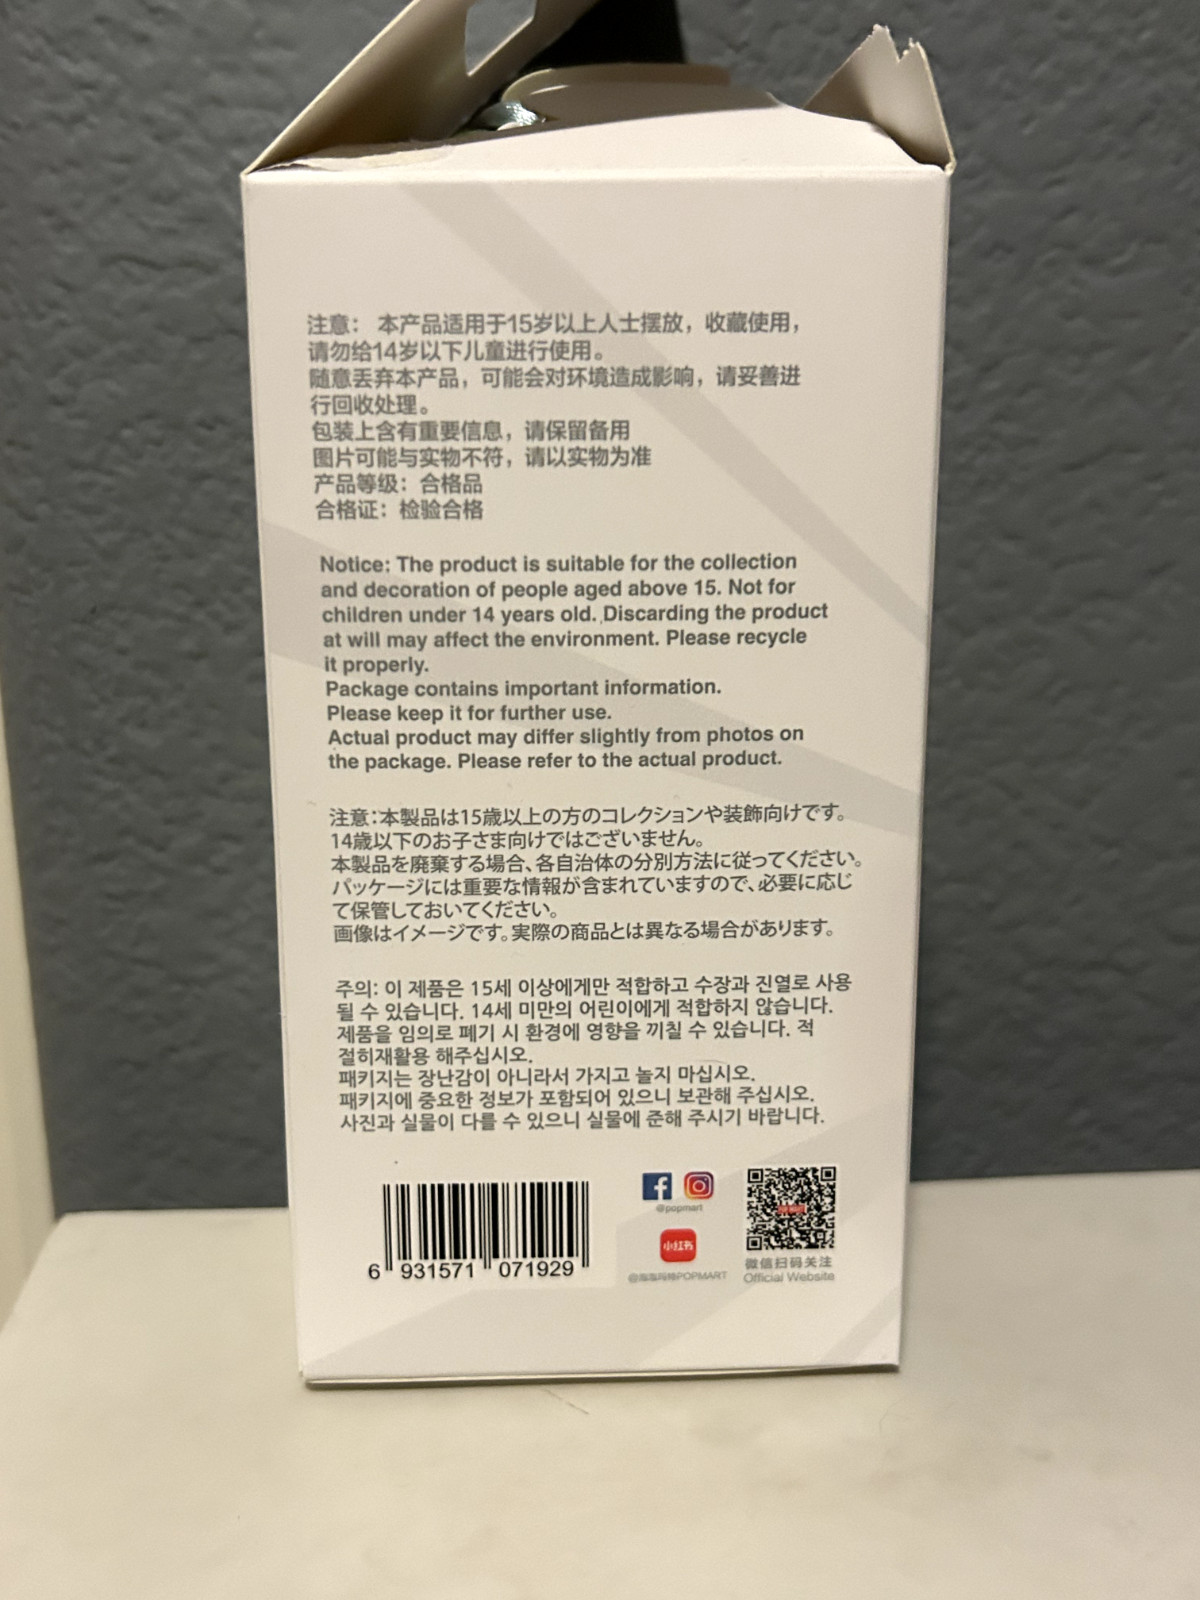 注意： 本产品适用于15岁以上人士摆放，收藏使用，
请勿给14岁以下儿童进行使用。
随意丢弃本产品，可能会对环境造成影响，请妥善进
行回收处理。
包装上含有重要信息，请保留备用
图片可能与实物不符，请以实物为准
产品等级：合格品
合格证：检验合格
Notice: The product is suitable for the collection
and decoration of people aged above 15. Not for
children under 14 years old. Discarding the product
at will may affect the environment. Please recycle
it properly.
Package contains important information.
Please keep it for further use.
Actual product may differ slightly from photos on
the package. Please refer to the actual product.
注意：本製品は15歳以上の方のコレクションや装飾向けです。
14歳以下のお子さま向けではございません。
本製品を廃棄する場合、各自治体の分別方法に従ってください。
パッケージには重要な情報が含まれていますので、必要に応じ
て保管しておいてください。
画像はイメージです。実際の商品とは異なる場合があります。
주의: 이 제품은 15세 이상에게만 적합하고 수장과 진열로 사용
될 수 있습니다. 14세 미만의 어린이에게 적합하지 않습니다.
제품을 임의로 폐기 시 환경에 영향을 끼칠 수 있습니다. 적
절히재활용 해주십시오.
패키지는 장난감이 아니라서 가지고 놀지 마십시오.
패키지에 중요한 정보가 포함되어 있으니 보관해 주십시오.
사진과 실물이 다를 수 있으니 실물에 준해 주시기 바랍니다.
6 931571 071929
@popmart
小红书
@泡泡玛特POPMART
微信扫码关注
Official Website